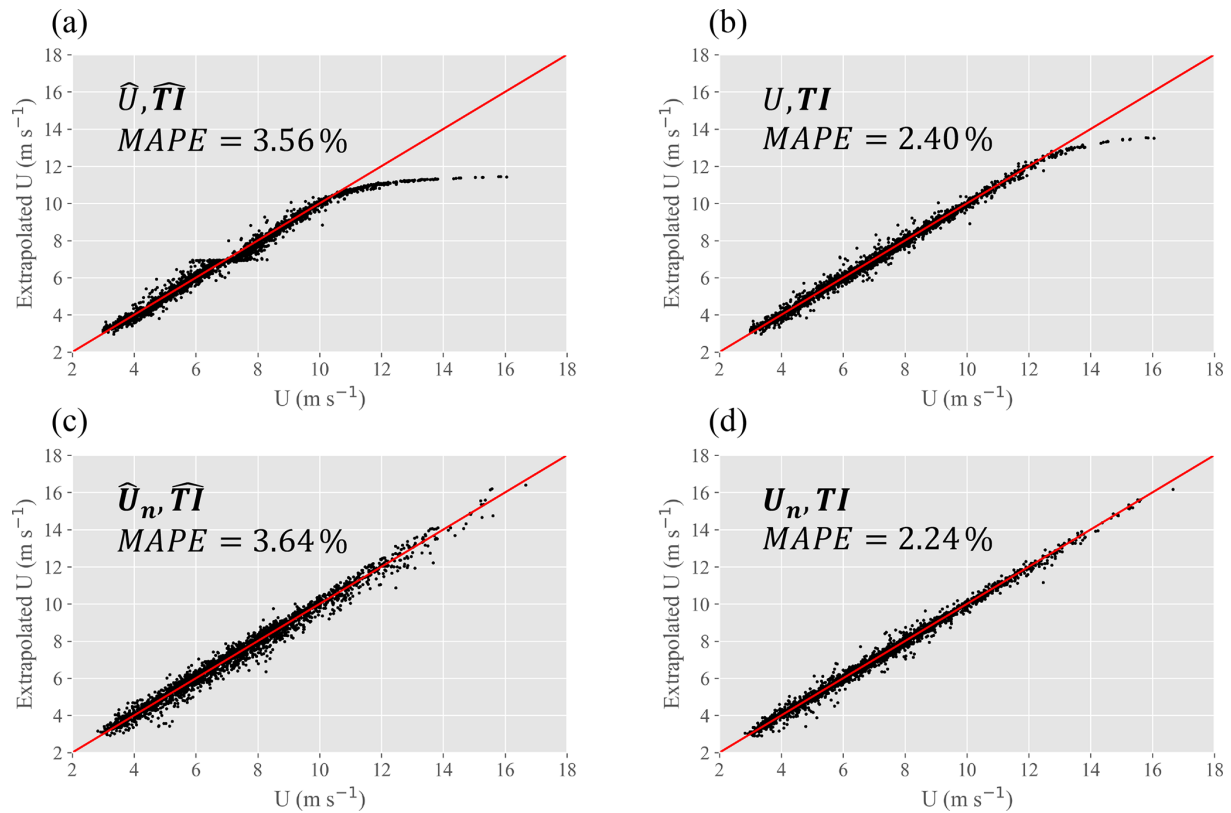 (a)
18
16
14
12
10
8
6
4
2
Extrapolated U (m s⁻¹)
Û, T̂I
MAPE = 3.56 %
2 4 6 8 10 12 14 16 18
U (m s⁻¹)
(b)
18
16
14
12
10
8
6
4
2
Extrapolated U (m s⁻¹)
U, TI
MAPE = 2.40 %
2 4 6 8 10 12 14 16 18
U (m s⁻¹)
(c)
18
16
14
12
10
8
6
4
2
Extrapolated U (m s⁻¹)
Ûₙ, T̂I
MAPE = 3.64 %
2 4 6 8 10 12 14 16 18
U (m s⁻¹)
(d)
18
16
14
12
10
8
6
4
2
Extrapolated U (m s⁻¹)
Uₙ, TI
MAPE = 2.24 %
2 4 6 8 10 12 14 16 18
U (m s⁻¹)